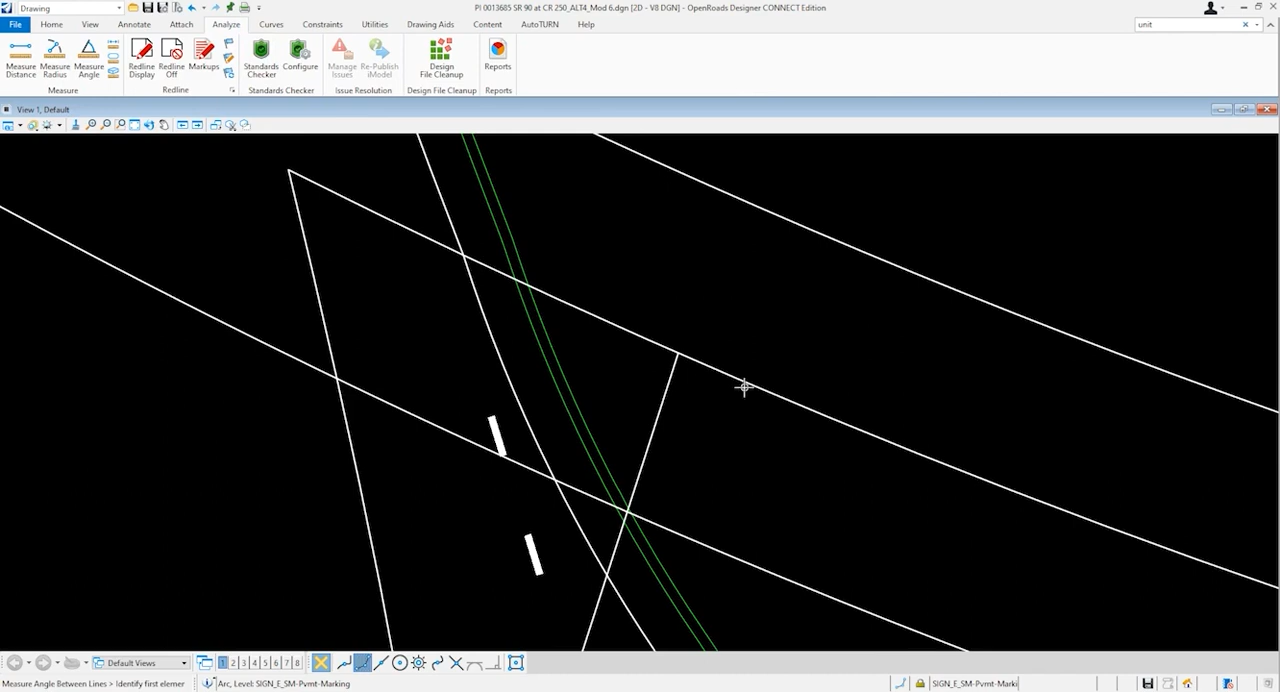 Drawing
PI 0013685 SR 90 at CR 250_ALT4_Mod 6.dgn [2D - V8 DGN] - OpenRoads Designer CONNECT Edition
File Home View Annotate Attach Analyze Curves Constraints Utilities Drawing Aids Content AutoTURN Help
unit
Measure Distance
Measure Radius
Measure Angle
Redline Display
Redline Off
Markups
Standards Checker
Configure
Manage Issues
Re-Publish iModel
Design File Cleanup
Reports
Measure Redline Standards Checker Issue Resolution Design File Cleanup Reports
View 1, Default
Default Views 1 2 3 4 5 6 7 8
Measure Angle Between Lines > Identify first elemer
Arc, Level: SIGN_E_SM-Pvmt-Marking
SIGN_E_SM-Pvmt-Marki